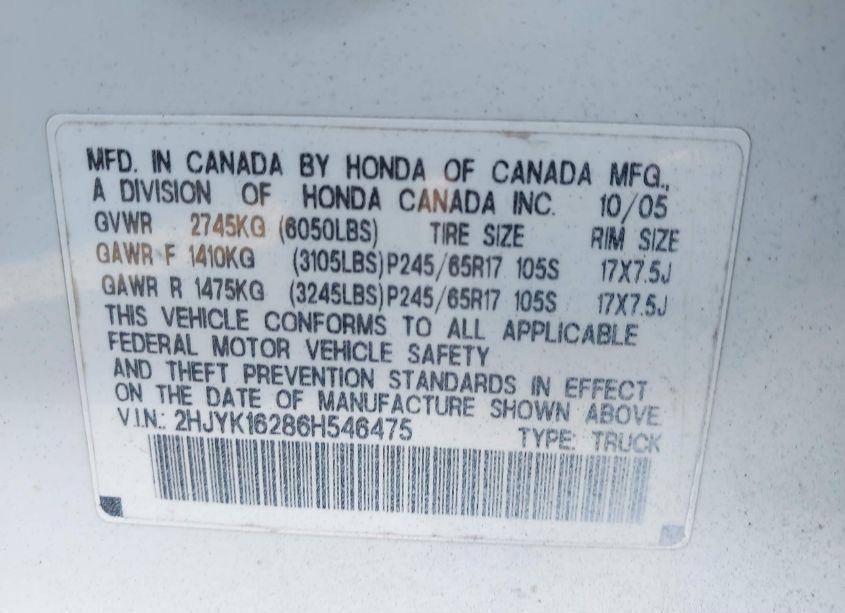 MFD. IN CANADA BY HONDA OF CANADA MFG.,
A DIVISION OF HONDA CANADA INC. 10/05
GVWR 2745KG (6050LBS) TIRE SIZE RIM SIZE
GAWR F 1410KG (3105LBS) P245/65R17 105S 17X7.5J
GAWR R 1475KG (3245LBS) P245/65R17 105S 17X7.5J
THIS VEHICLE CONFORMS TO ALL APPLICABLE
FEDERAL MOTOR VEHICLE SAFETY
AND THEFT PREVENTION STANDARDS IN EFFECT
ON THE DATE OF MANUFACTURE SHOWN ABOVE
V.I.N.: 2HJYK16286H546475 TYPE: TRUCK